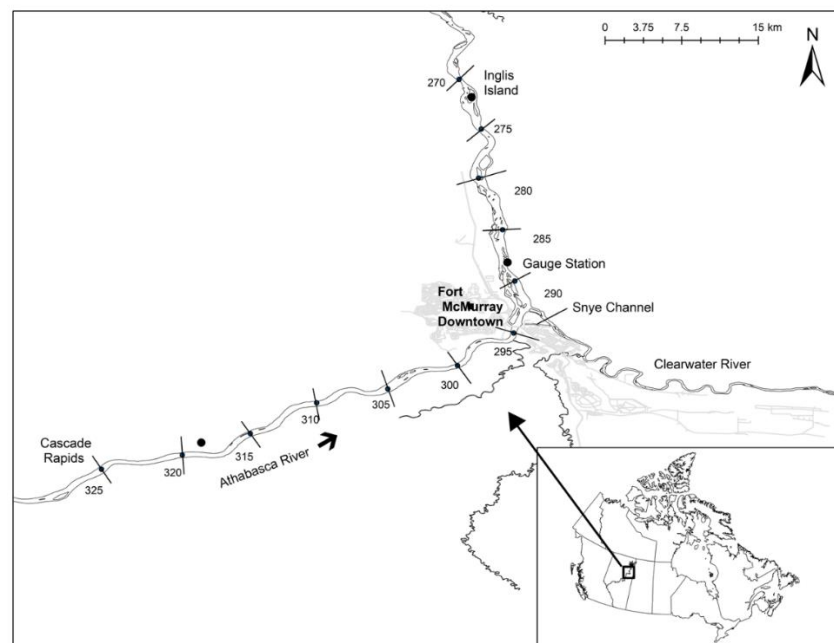 0 3.75 7.5 15 km
N
Inglis
Island
270
275
280
285
Gauge Station
290
Fort
McMurray
Downtown
Snye Channel
295
Clearwater River
300
305
310
315
Athabasca River
Cascade
Rapids
320
325